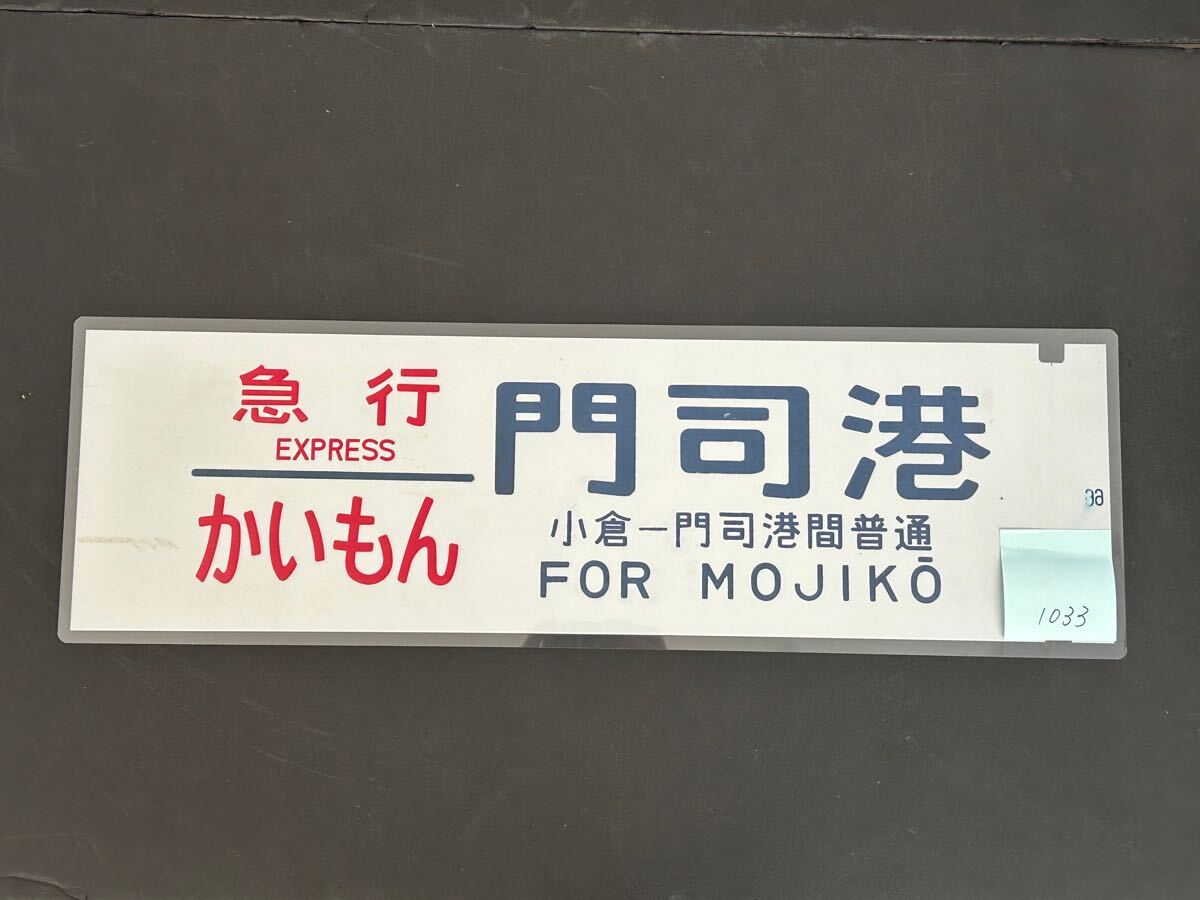 急行
EXPRESS
かいもん
門司港
小倉－門司港間普通
FOR MOJIKŌ
1033